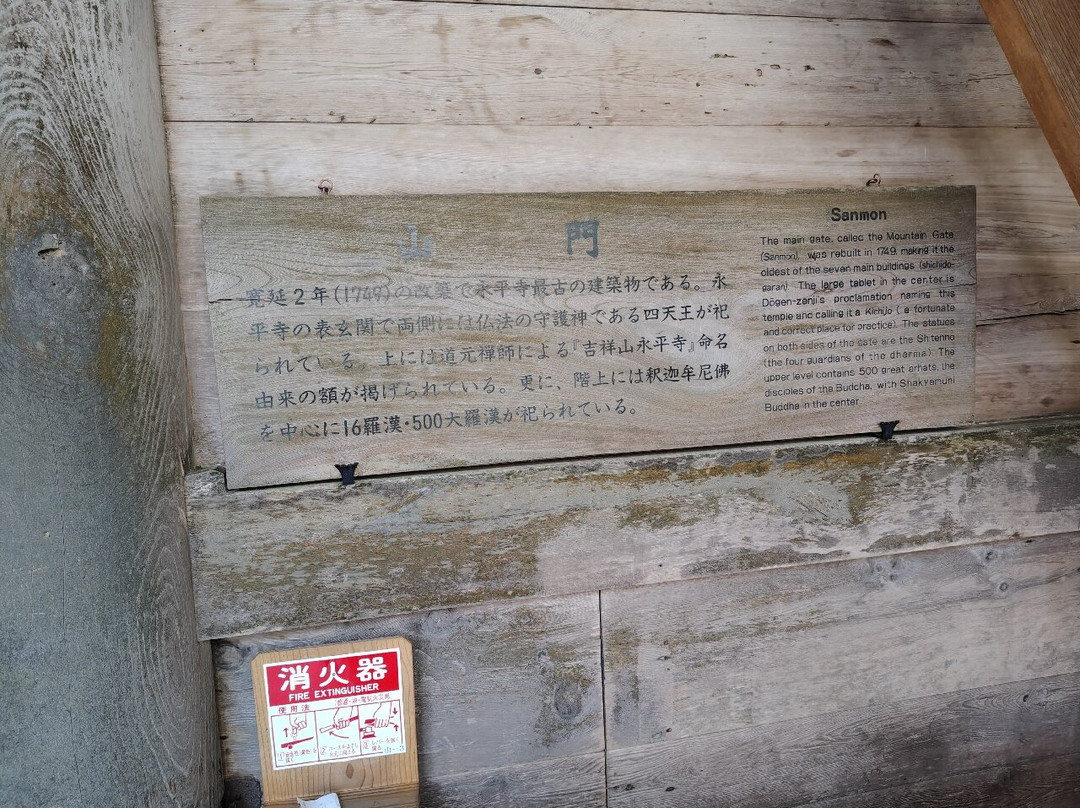 山門
寛延2年(1749)の改築で永平寺最古の建築物である。永
平寺の表玄関で両側には仏法の守護神である四天王が祀
られている。上には道元禅師による『吉祥山永平寺』命名
由来の額が掲げられている。更に、階上には釈迦牟尼佛
を中心に16羅漢・500大羅漢が祀られている。
Sanmon
The main gate, called the Mountain Gate
(Sanmon), was rebuilt in 1749, making it the
oldest of the seven main buildings (shichido-
garan). The large tablet in the center is
Dōgen-zenji's proclamation naming this
temple and calling it a Kichijo (a fortunate
and correct place for practice). The statues
on both sides of the gate are the Shitenno
(the four guardians of the dharma). The
upper level contains 500 great arhats, the
disciples of the Buddha, with Shakyamuni
Buddha in the center.
消火器
FIRE EXTINGUISHER
使用法